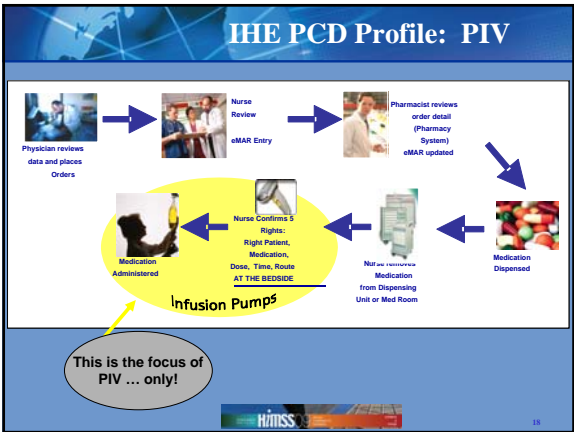 IHE PCD Profile: PIV
Physician reviews
data and places
Orders
Nurse
Review
eMAR Entry
Pharmacist reviews
order detail
(Pharmacy
System)
eMAR updated
Medication
Dispensed
Nurse removes
Medication
from Dispensing
Unit or Med Room
Nurse Confirms 5
Rights:
Right Patient,
Medication,
Dose, Time, Route
AT THE BEDSIDE
Medication
Administered
Infusion Pumps
This is the focus of
PIV … only!
HIMSS09
18